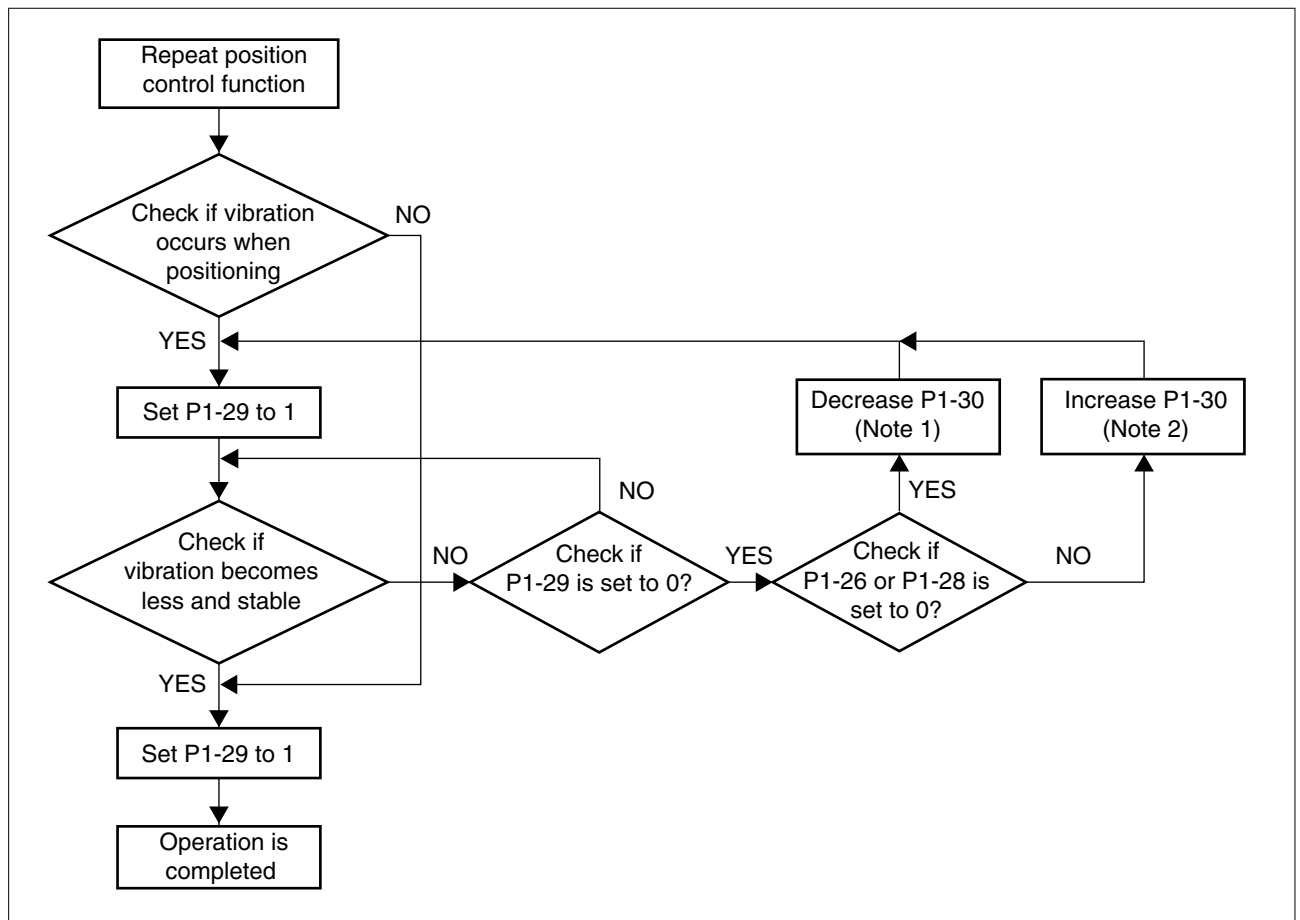 Repeat position
control function
Check if vibration
occurs when
positioning
NO
YES
Set P1-29 to 1
Decrease P1-30
(Note 1)
Increase P1-30
(Note 2)
NO
YES
Check if
vibration becomes
less and stable
NO
Check if
P1-29 is set to 0?
YES
Check if
P1-26 or P1-28 is
set to 0?
NO
YES
Set P1-29 to 1
Operation is
completed